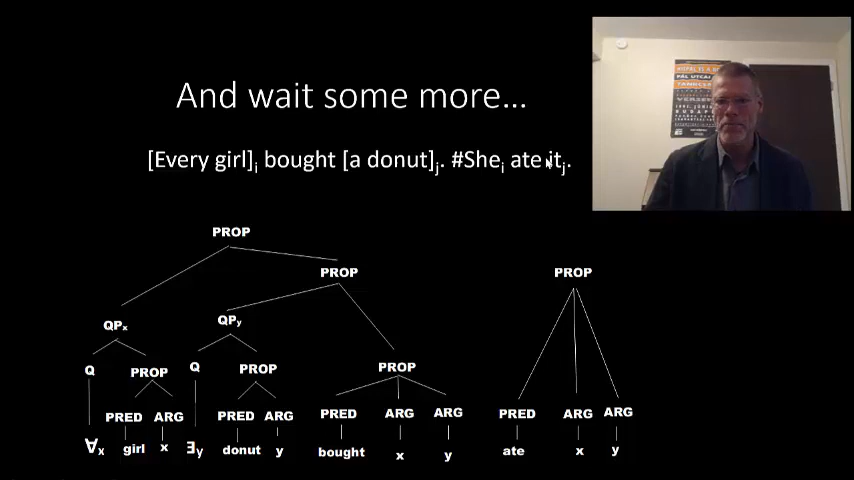 And wait some more...
[Every girl]i bought [a donut]j. #Shei ate itj.
PROP
PROP PROP
QPx QPy
Q PROP Q PROP PROP
PRED ARG PRED ARG PRED ARG ARG PRED ARG ARG
∀x girl x ∃y donut y bought x y ate x y